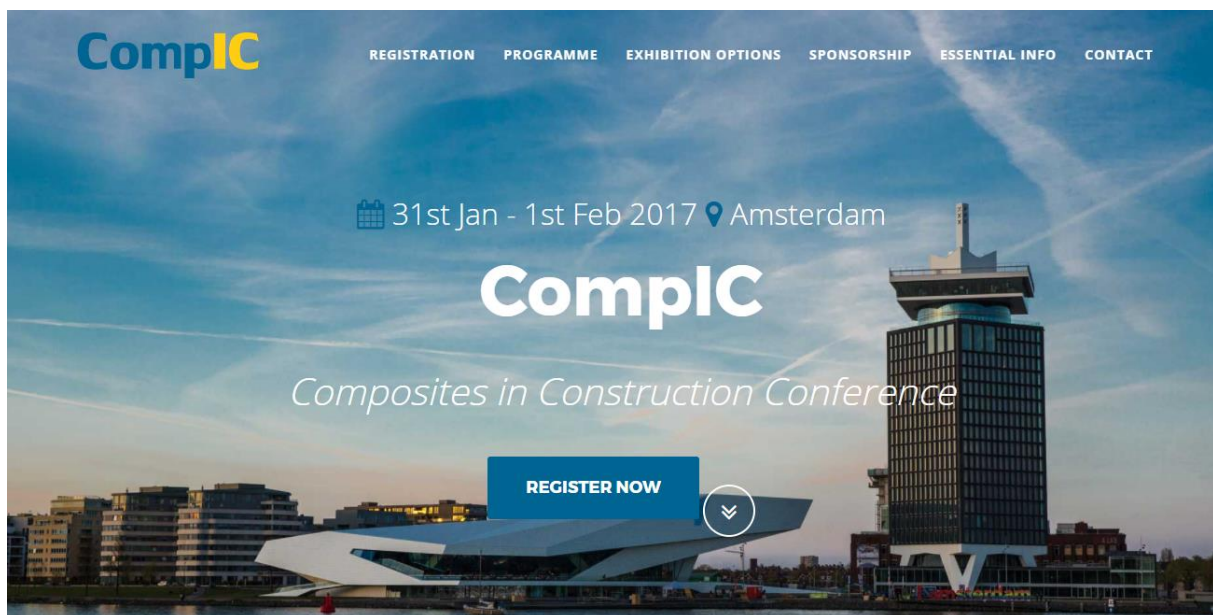 CompIC
REGISTRATION PROGRAMME EXHIBITION OPTIONS SPONSORSHIP ESSENTIAL INFO CONTACT
31st Jan - 1st Feb 2017 Amsterdam
CompIC
Composites in Construction Conference
REGISTER NOW
amsterdam